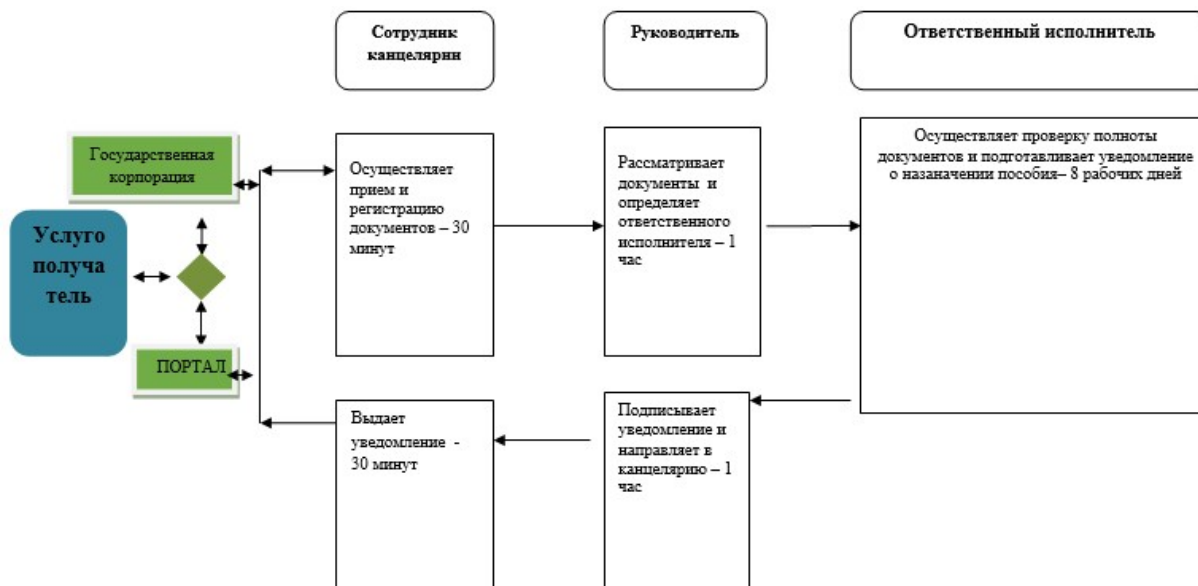 Сотрудник
канцелярии
Руководитель
Ответственный исполнитель
Государственная
корпорация
Услуго
получа
тель
ПОРТАЛ
Осуществляет
прием и
регистрацию
документов – 30
минут
Рассматривает
документы и
определяет
ответственного
исполнителя – 1
час
Осуществляет проверку полноты
документов и подготавливает уведомление
о назаначении пособия– 8 рабочих дней
Выдает
уведомление -
30 минут
Подписывает
уведомление и
направляет в
канцелярию – 1
час